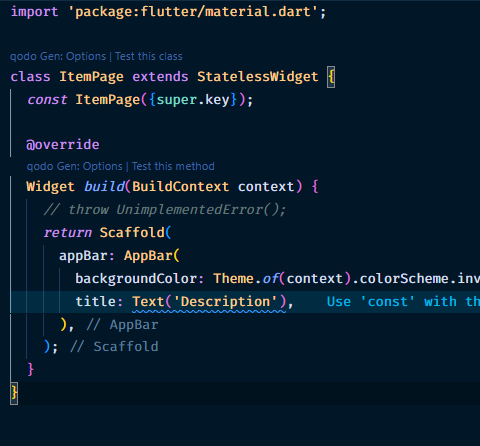 import 'package:flutter/material.dart';
qodo Gen: Options | Test this class
class ItemPage extends StatelessWidget {
const ItemPage({super.key});
@override
qodo Gen: Options | Test this method
Widget build(BuildContext context) {
// throw UnimplementedError();
return Scaffold(
appBar: AppBar(
backgroundColor: Theme.of(context).colorScheme.inv
title: Text('Description'), Use 'const' with th
), // AppBar
); // Scaffold
}
}